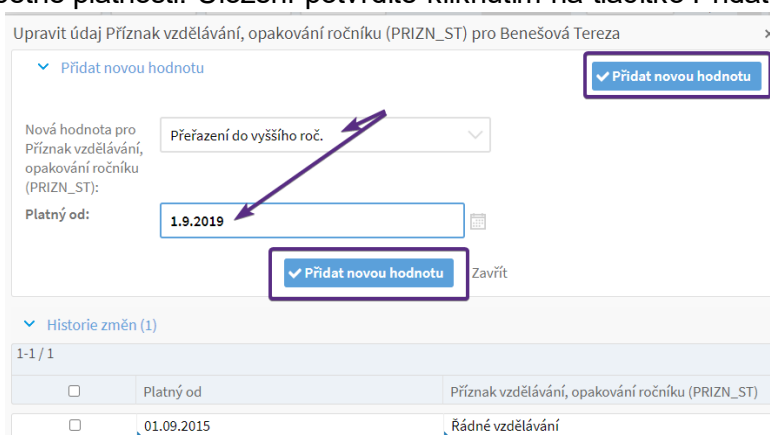 Upravit údaj Příznak vzdělávání, opakování ročníku (PRIZN_ST) pro Benešová Tereza
Přidat novou hodnotu
Přidat novou hodnotu
Nová hodnota pro
Příznak vzdělávání,
opakování ročníku
(PRIZN_ST):
Přeřazení do vyššího roč.
Platný od:
1.9.2019
Přidat novou hodnotu Zavřít
Historie změn (1)
1-1 / 1
Platný od Příznak vzdělávání, opakování ročníku (PRIZN_ST)
01.09.2015 Řádné vzdělávání